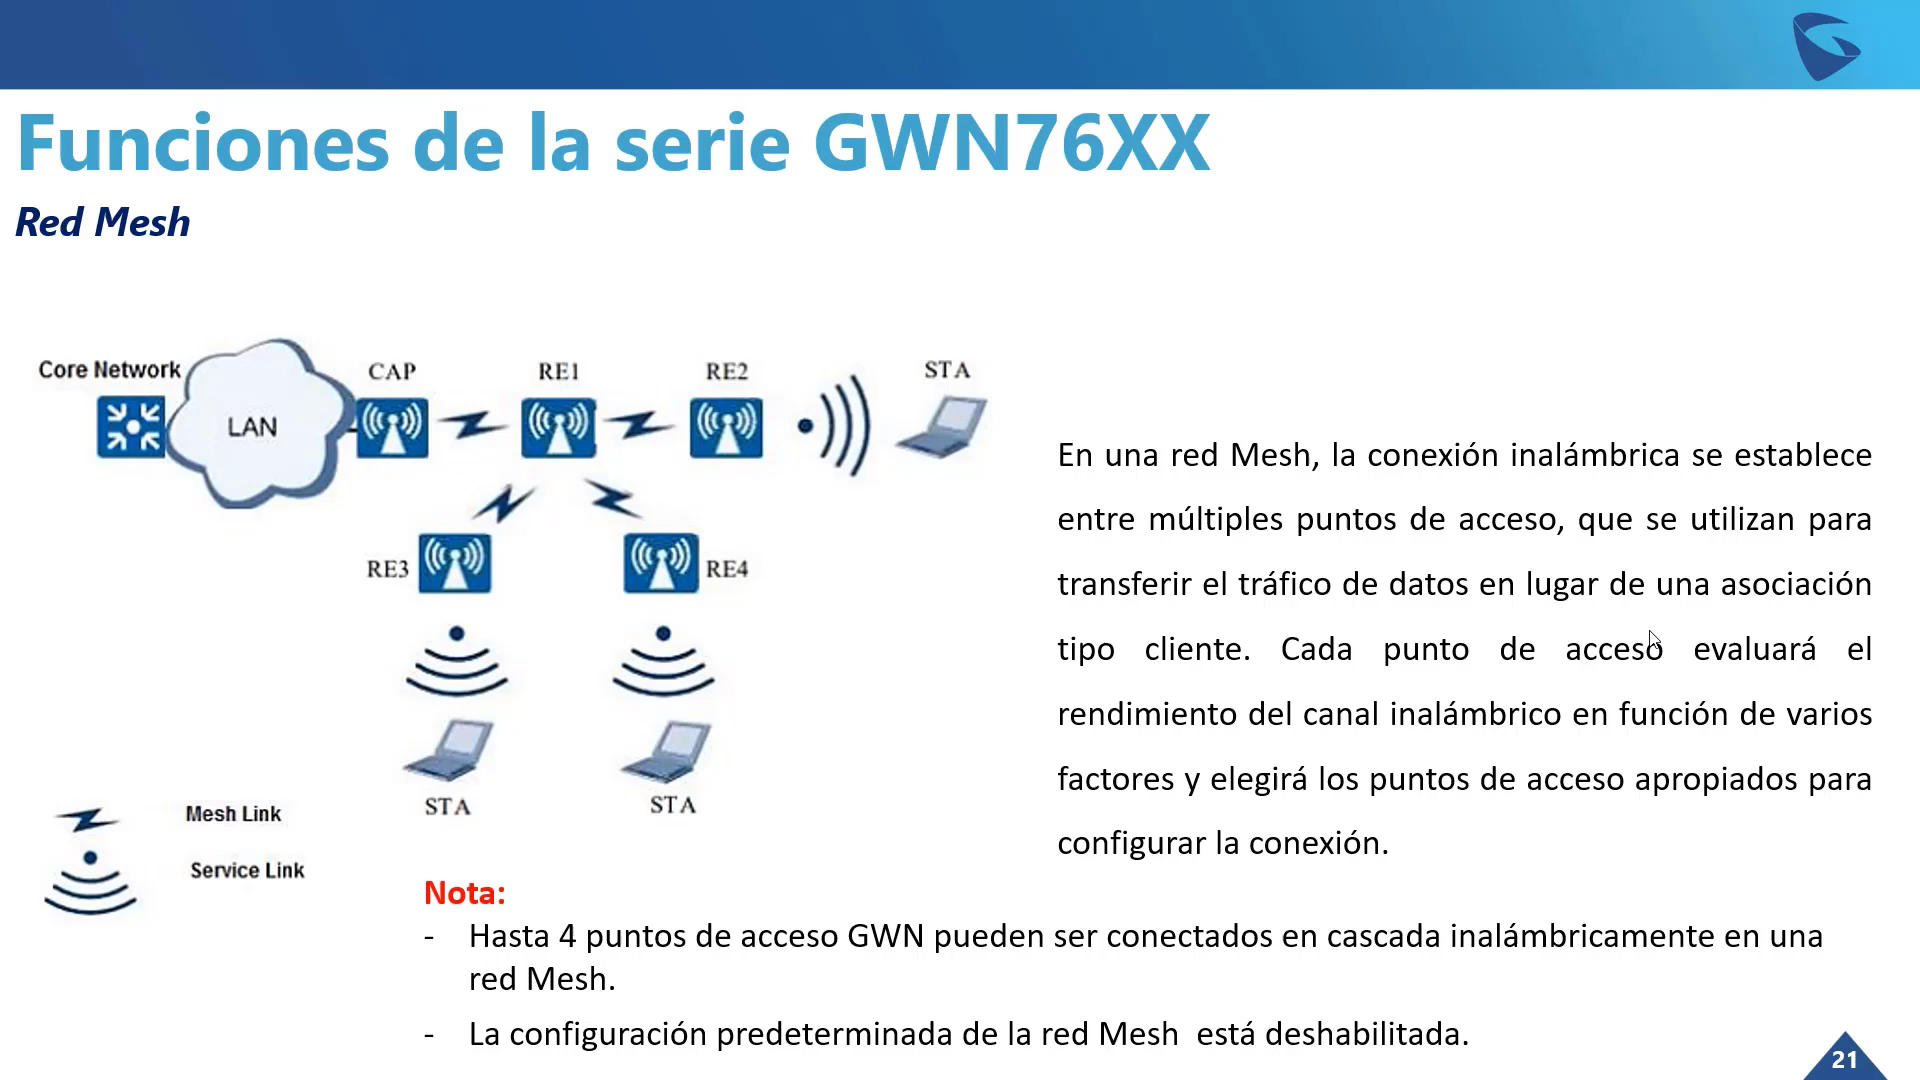 Funciones de la serie GWN76XX
Red Mesh
Core Network
LAN
CAP
RE1
RE2
STA
RE3
RE4
STA
STA
Mesh Link
Service Link
En una red Mesh, la conexión inalámbrica se establece
entre múltiples puntos de acceso, que se utilizan para
transferir el tráfico de datos en lugar de una asociación
tipo cliente. Cada punto de acceso evaluará el
rendimiento del canal inalámbrico en función de varios
factores y elegirá los puntos de acceso apropiados para
configurar la conexión.
Nota:
- Hasta 4 puntos de acceso GWN pueden ser conectados en cascada inalámbricamente en una
red Mesh.
- La configuración predeterminada de la red Mesh está deshabilitada.
21